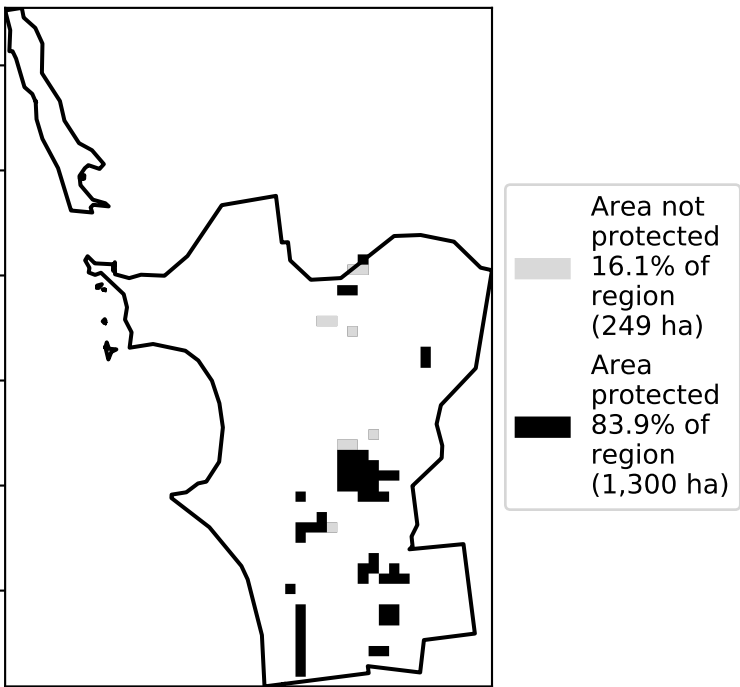 Area not
protected
16.1% of
region
(249 ha)
Area
protected
83.9% of
region
(1,300 ha)